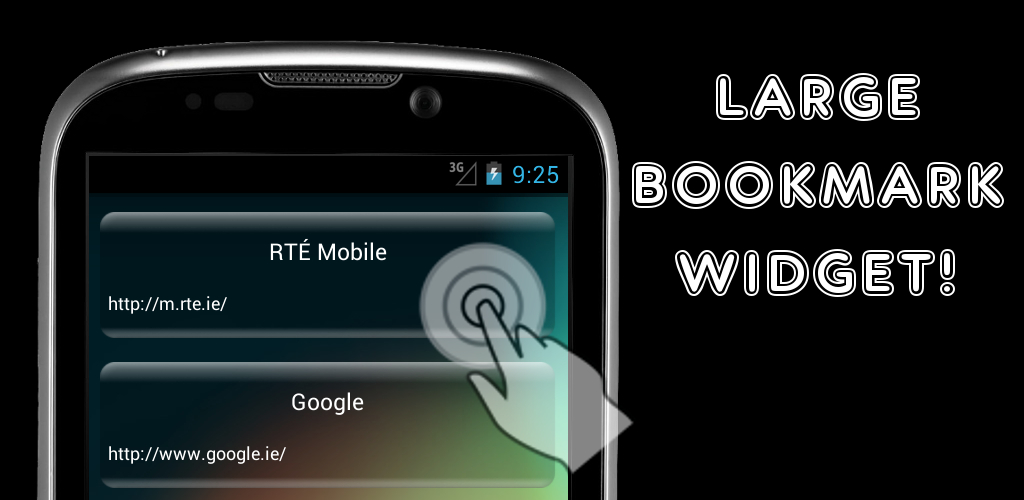 3G 9:25
RTÉ Mobile
http://m.rte.ie/
Google
http://www.google.ie/
LARGE
BOOKMARK
WIDGET!